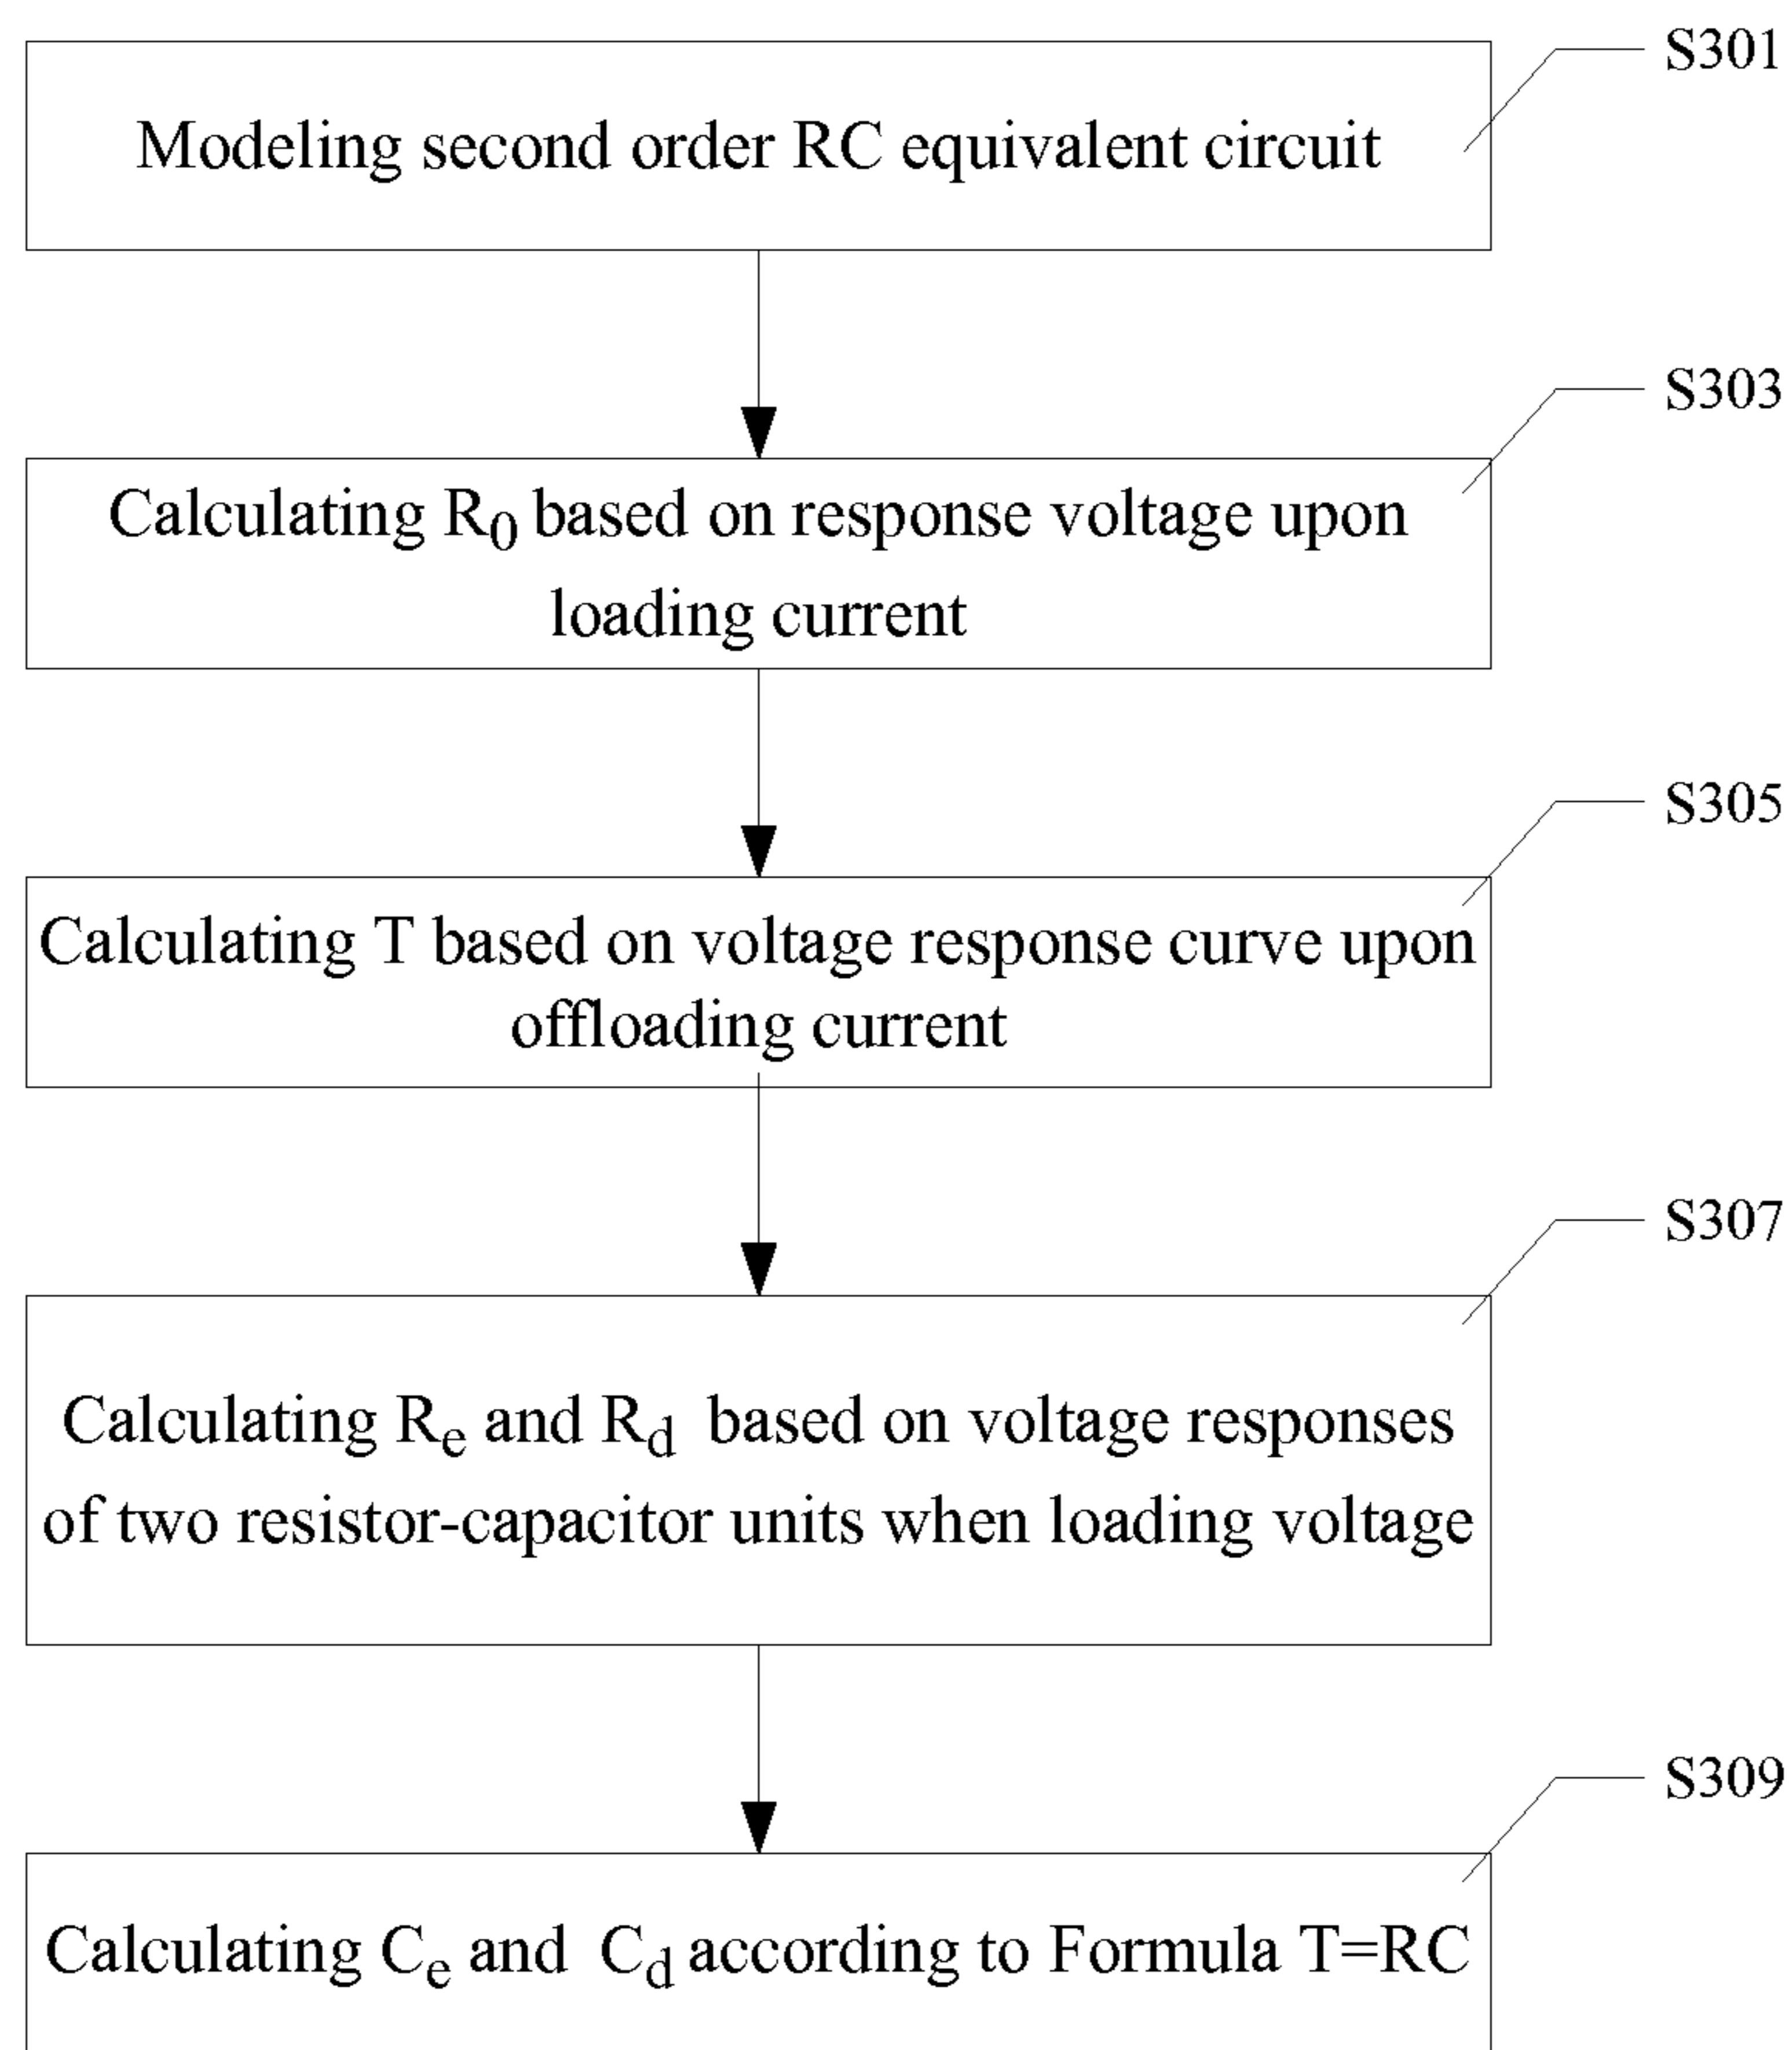 S301
Modeling second order RC equivalent circuit
S303
Calculating R₀ based on response voltage upon
loading current
S305
Calculating T based on voltage response curve upon
offloading current
S307
Calculating Rₑ and R_d based on voltage responses
of two resistor-capacitor units when loading voltage
S309
Calculating Cₑ and C_d according to Formula T=RC